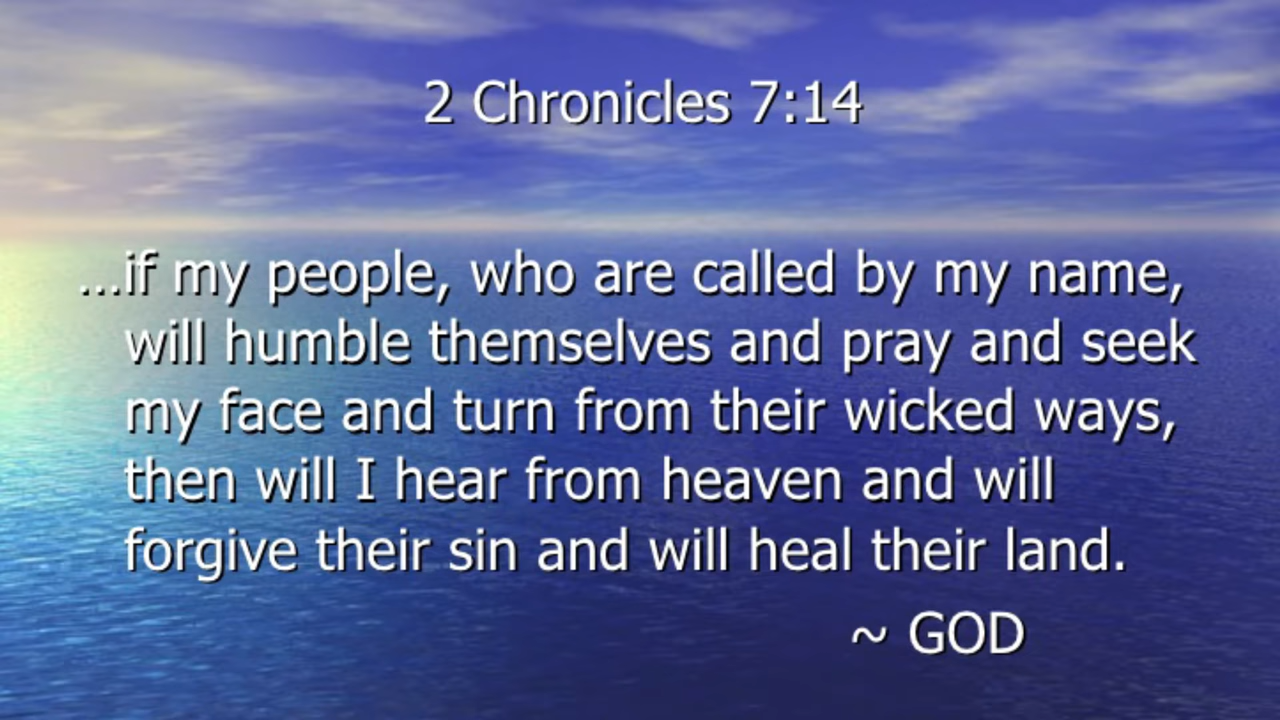 2 Chronicles 7:14
...if my people, who are called by my name,
will humble themselves and pray and seek
my face and turn from their wicked ways,
then will I hear from heaven and will
forgive their sin and will heal their land.
~ GOD